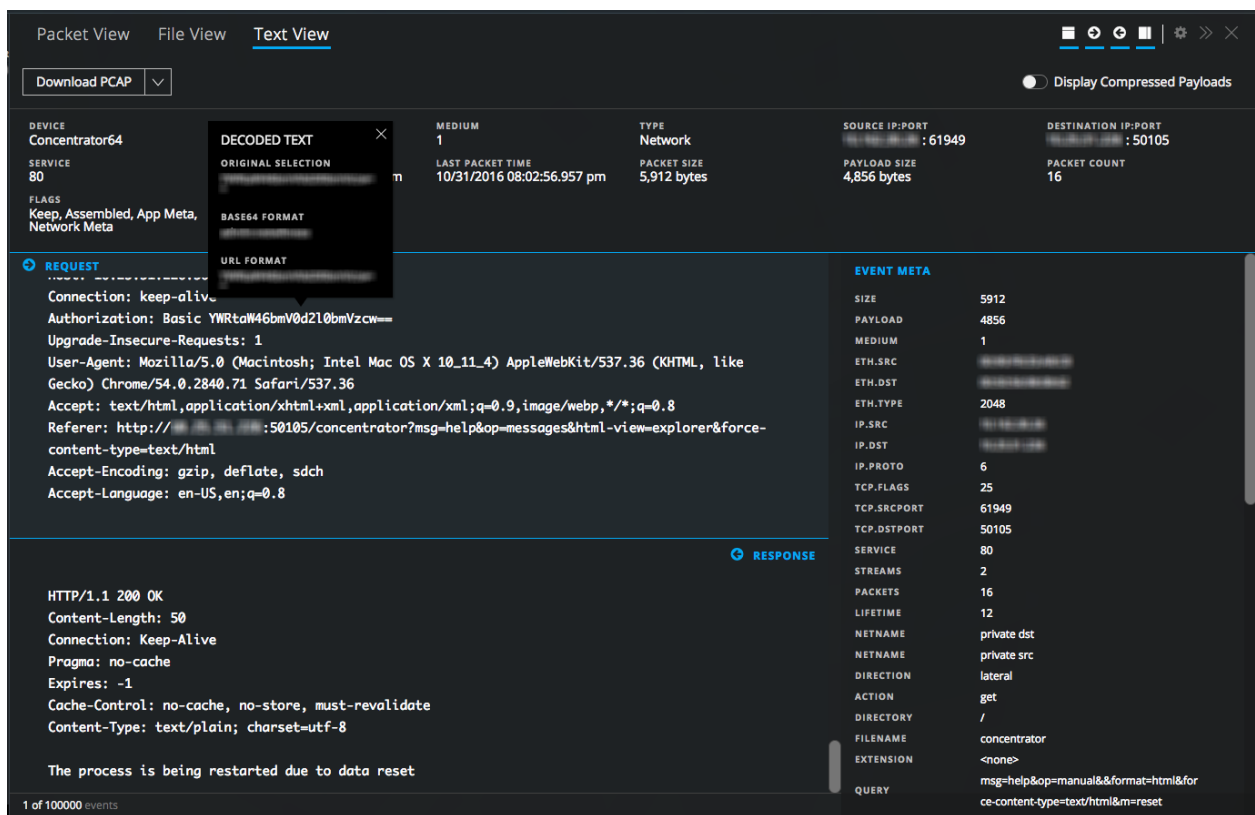 Packet View File View Text View
Download PCAP
Display Compressed Payloads
DEVICE
Concentrator64
MEDIUM
1
TYPE
Network
SOURCE IP:PORT
: 61949
DESTINATION IP:PORT
: 50105
SERVICE
80
LAST PACKET TIME
10/31/2016 08:02:56.957 pm
PACKET SIZE
5,912 bytes
PAYLOAD SIZE
4,856 bytes
PACKET COUNT
16
FLAGS
Keep, Assembled, App Meta,
Network Meta
DECODED TEXT
ORIGINAL SELECTION
BASE64 FORMAT
URL FORMAT
REQUEST
Connection: keep-alive
Authorization: Basic YWRtaW46bmV0d2l0bmVzcw==
Upgrade-Insecure-Requests: 1
User-Agent: Mozilla/5.0 (Macintosh; Intel Mac OS X 10_11_4) AppleWebKit/537.36 (KHTML, like
Gecko) Chrome/54.0.2840.71 Safari/537.36
Accept: text/html,application/xhtml+xml,application/xml;q=0.9,image/webp,*/*;q=0.8
Referer: http:// :50105/concentrator?msg=help&op=messages&html-view=explorer&force-
content-type=text/html
Accept-Encoding: gzip, deflate, sdch
Accept-Language: en-US,en;q=0.8
RESPONSE
HTTP/1.1 200 OK
Content-Length: 50
Connection: Keep-Alive
Pragma: no-cache
Expires: -1
Cache-Control: no-cache, no-store, must-revalidate
Content-Type: text/plain; charset=utf-8
The process is being restarted due to data reset
1 of 100000 events
EVENT META
SIZE 5912
PAYLOAD 4856
MEDIUM 1
ETH.SRC
ETH.DST
ETH.TYPE 2048
IP.SRC
IP.DST
IP.PROTO 6
TCP.FLAGS 25
TCP.SRCPORT 61949
TCP.DSTPORT 50105
SERVICE 80
STREAMS 2
PACKETS 16
LIFETIME 12
NETNAME private dst
NETNAME private src
DIRECTION lateral
ACTION get
DIRECTORY /
FILENAME concentrator
EXTENSION <none>
QUERY msg=help&op=manual&&format=html&for
ce-content-type=text/html&m=reset